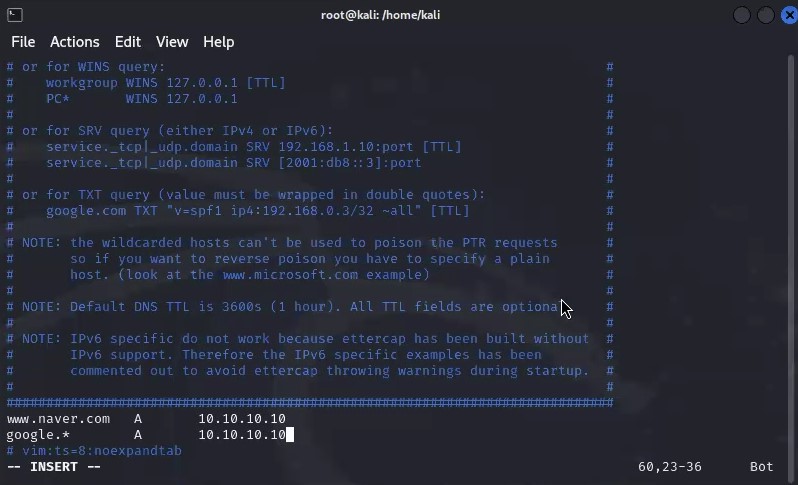 root@kali: /home/kali
File Actions Edit View Help
# or for WINS query: #
# workgroup WINS 127.0.0.1 [TTL] #
# PC* WINS 127.0.0.1 #
# #
# or for SRV query (either IPv4 or IPv6): #
# service._tcp|_udp.domain SRV 192.168.1.10:port [TTL] #
# service._tcp|_udp.domain SRV [2001:db8::3]:port #
# #
# or for TXT query (value must be wrapped in double quotes): #
# google.com TXT "v=spf1 ip4:192.168.0.3/32 ~all" [TTL] #
# #
# NOTE: the wildcarded hosts can't be used to poison the PTR requests #
# so if you want to reverse poison you have to specify a plain #
# host. (look at the www.microsoft.com example) #
# #
# NOTE: Default DNS TTL is 3600s (1 hour). All TTL fields are optional. #
# #
# NOTE: IPv6 specific do not work because ettercap has been built without #
# IPv6 support. Therefore the IPv6 specific examples has been #
# commented out to avoid ettercap throwing warnings during startup. #
# #
############################################################################
www.naver.com A 10.10.10.10
google.* A 10.10.10.10
# vim:ts=8:noexpandtab
-- INSERT -- 60,23-36 Bot